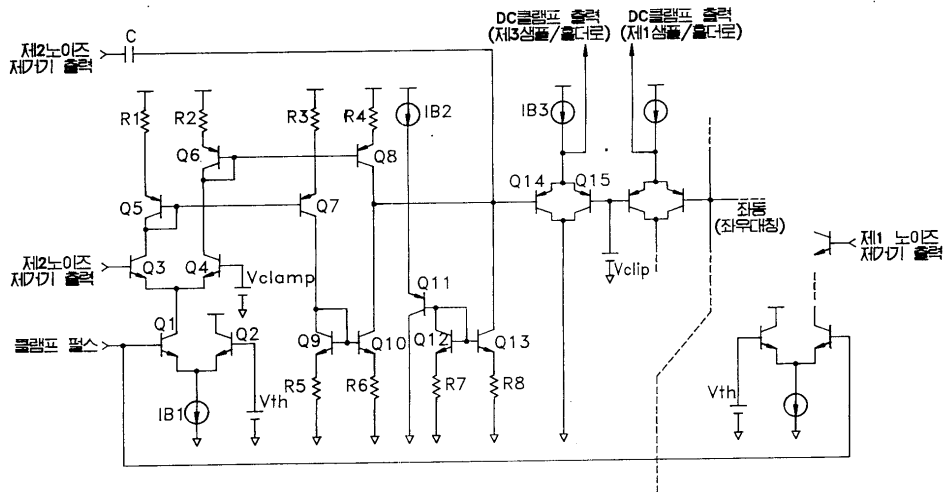 DC클램프 출력
(제3샘플/홀더로)
DC클램프 출력
(제1샘플/홀더로)
제2노이즈
제거기 출력
C
R1
R2
R3
R4
IB2
IB3
Q6
Q8
Q5
Q7
Q14
Q15
좌동
(좌우대칭)
제2노이즈
제거기 출력
Q3
Q4
Vclamp
Q11
Vclip
제1 노이즈
제거기 출력
클램프 펄스
Q1
Q2
Q9
Q10
Q12
Q13
R5
R6
R7
R8
IB1
Vth
Vth